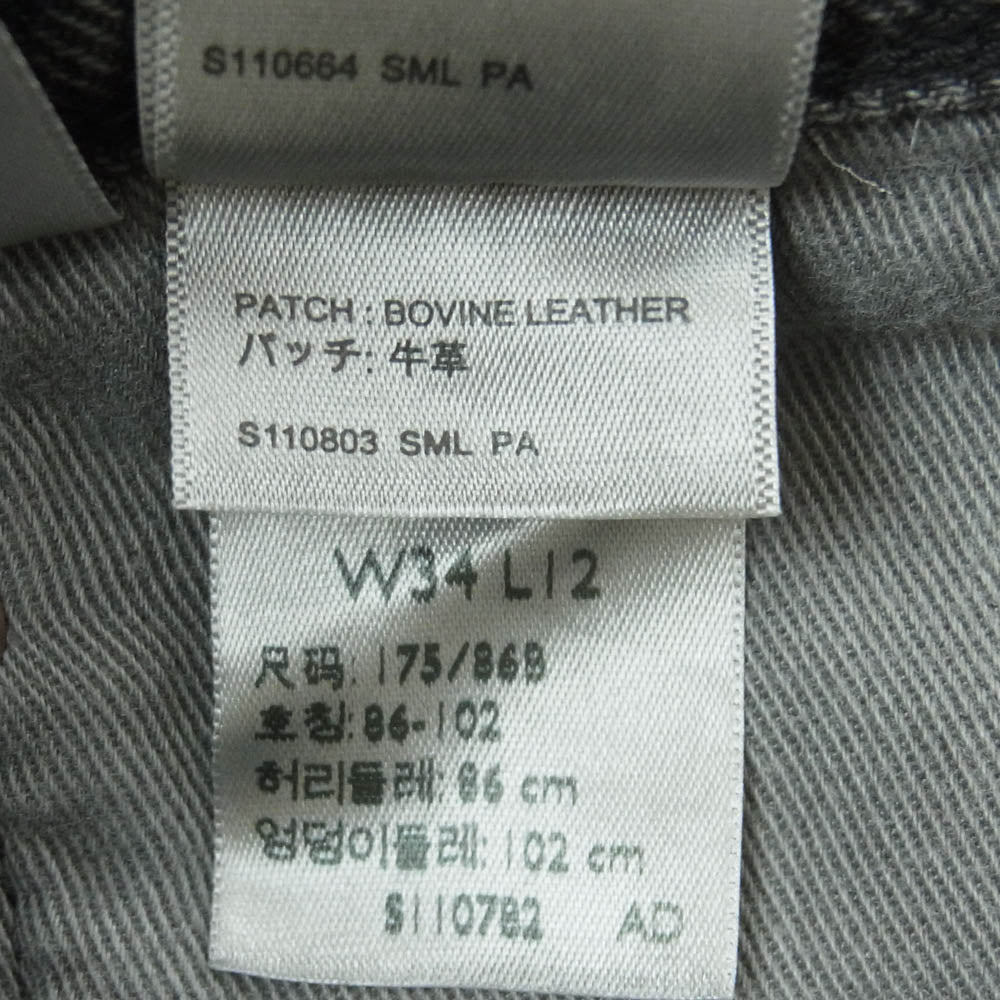 S110664 SML PA
PATCH : BOVINE LEATHER
パッチ: 牛革
S110803 SML PA
W34 L12
尺码: 175/86B
호칭: 86-102
허리둘레: 86 cm
엉덩이둘레: 102 cm
S110782 AD